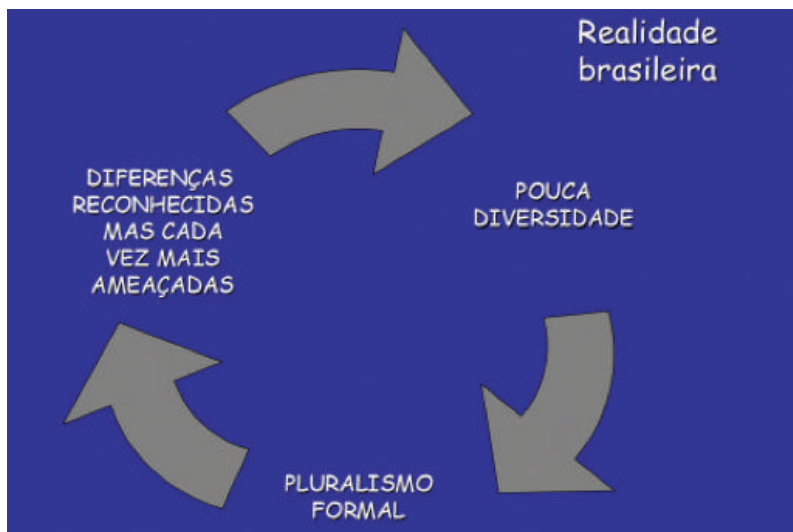 Realidade
brasileira
DIFERENÇAS
RECONHECIDAS
MAS CADA
VEZ MAIS
AMEAÇADAS
POUCA
DIVERSIDADE
PLURALISMO
FORMAL